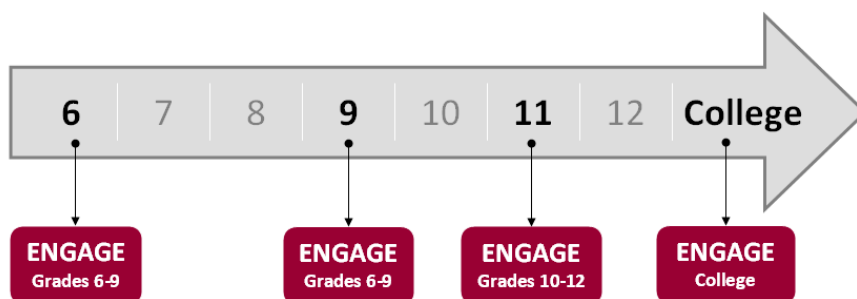 6 7 8 9 10 11 12 College
ENGAGE
Grades 6-9
ENGAGE
Grades 6-9
ENGAGE
Grades 10-12
ENGAGE
College